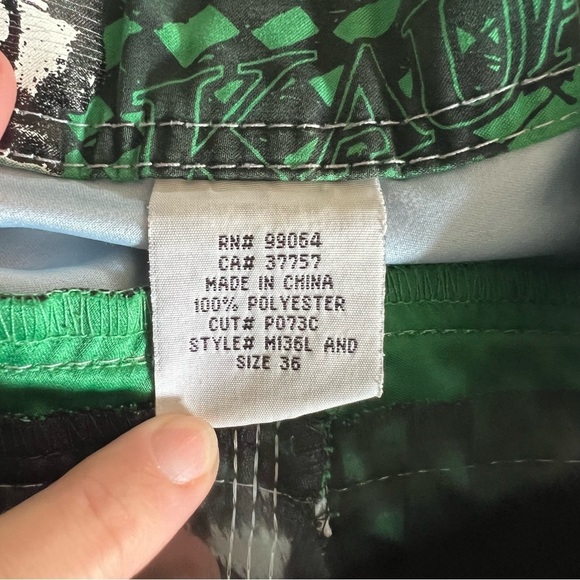 RN# 99064
CA# 37757
MADE IN CHINA
100% POLYESTER
CUT# P073C
STYLE# M136L AND
SIZE 36